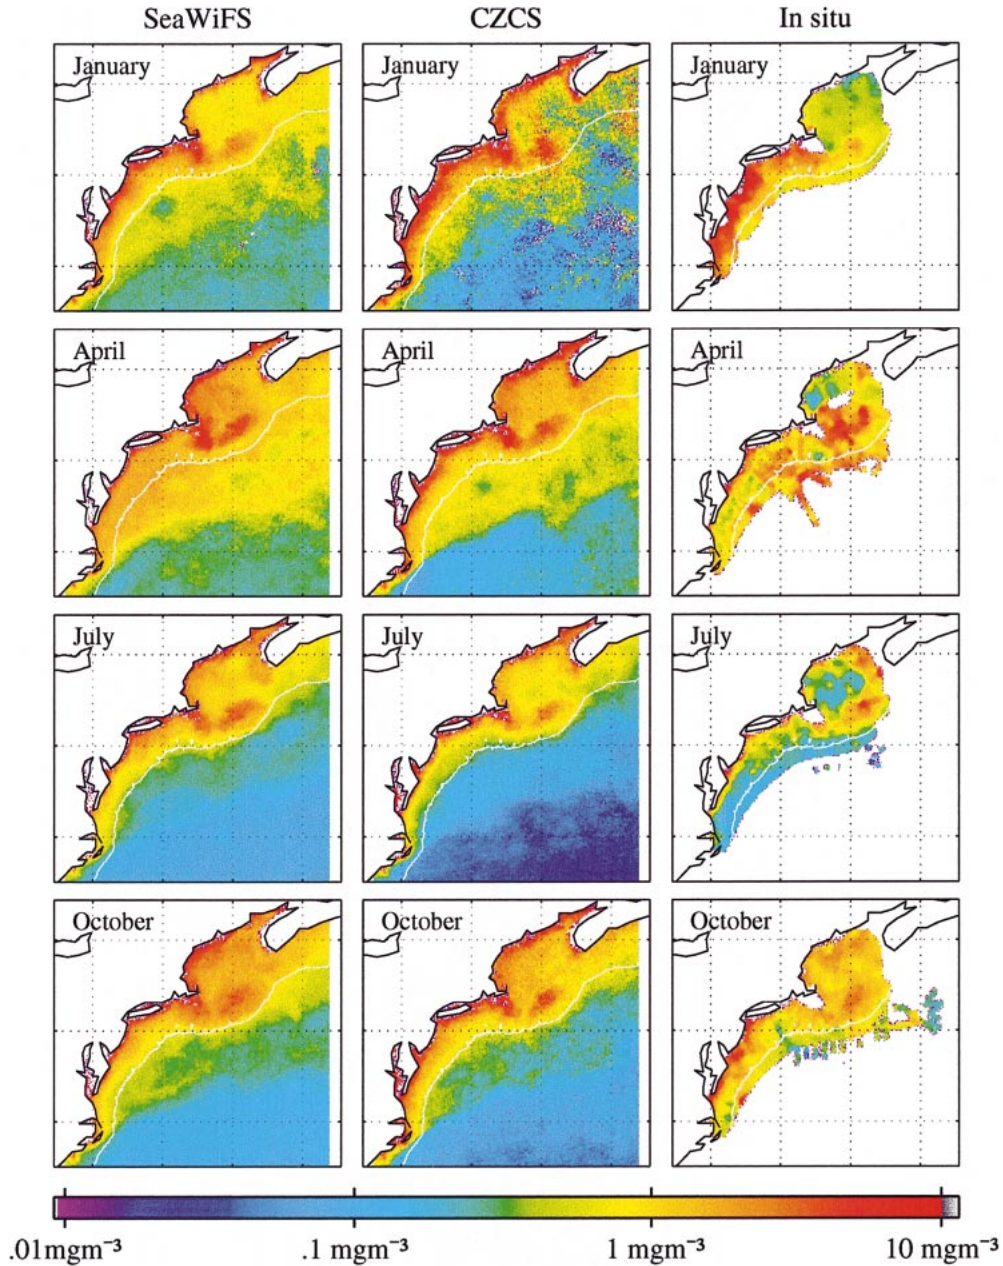 SeaWiFS CZCS In situ
January January January
April April April
July July July
October October October
.01mgm⁻³ .1 mgm⁻³ 1 mgm⁻³ 10 mgm⁻³